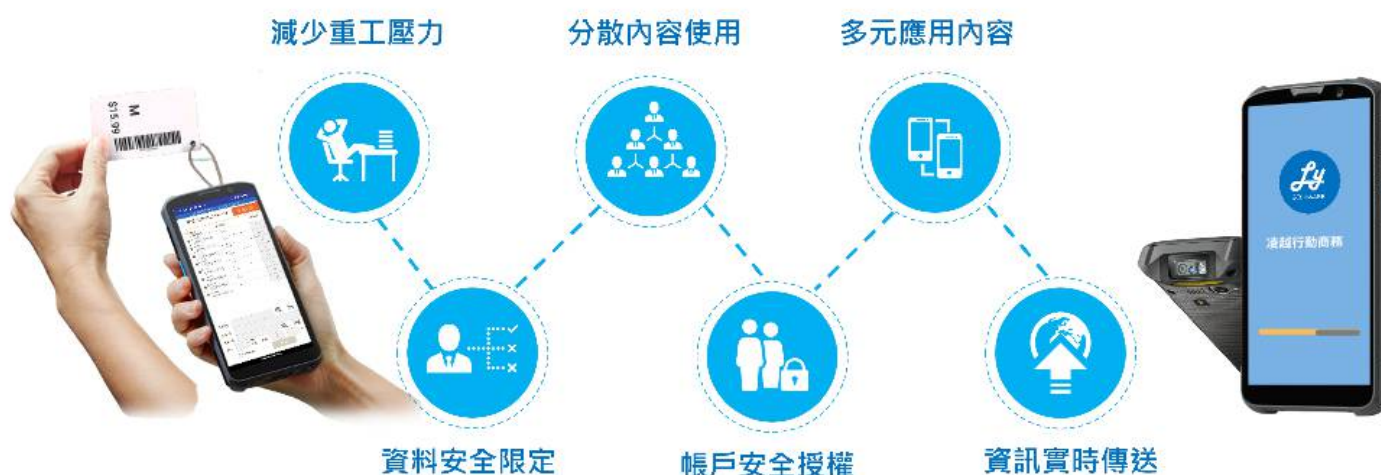 減少重工壓力
分散內容使用
多元應用內容
M
$15.99
Ly
凌越行動商務
資料安全限定
帳戶安全授權
資訊實時傳送